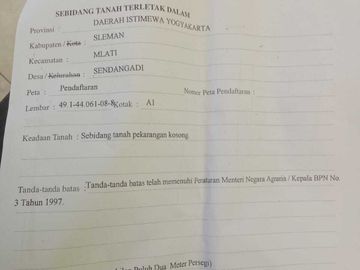 SEBIDANG TANAH TERLETAK DALAM
Provinsi : DAERAH ISTIMEWA YOGYAKARTA
Kabupaten / Kota : SLEMAN
Kecamatan : MLATI
Desa / Kelurahan : SENDANGADI
Peta : Pendaftaran Nomor Peta Pendaftaran :
Lembar : 49.1-44.061-08-8 Kotak : A1
Keadaan Tanah : Sebidang tanah pekarangan kosong.
Tanda-tanda batas : Tanda-tanda batas telah memenuhi Peraturan Menteri Negara Agraria / Kepala BPN No.
3 Tahun 1997.
Puluh Dua Meter Persegi)